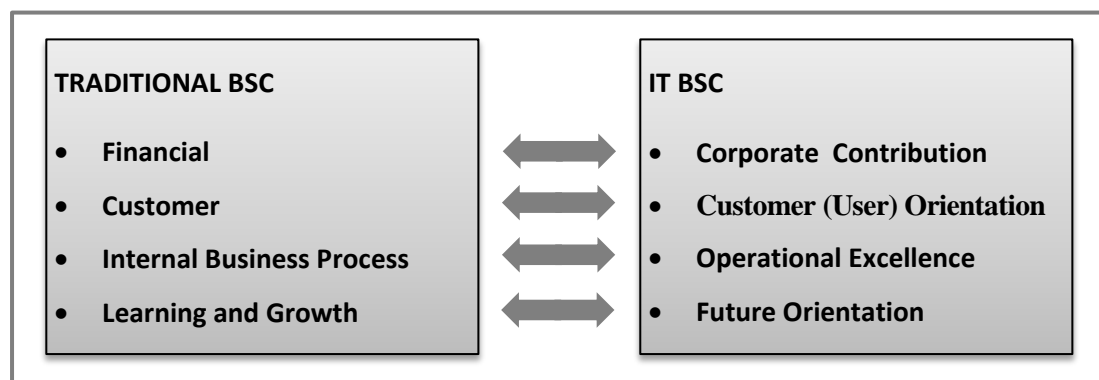 TRADITIONAL BSC
• Financial
• Customer
• Internal Business Process
• Learning and Growth
IT BSC
• Corporate Contribution
• Customer (User) Orientation
• Operational Excellence
• Future Orientation